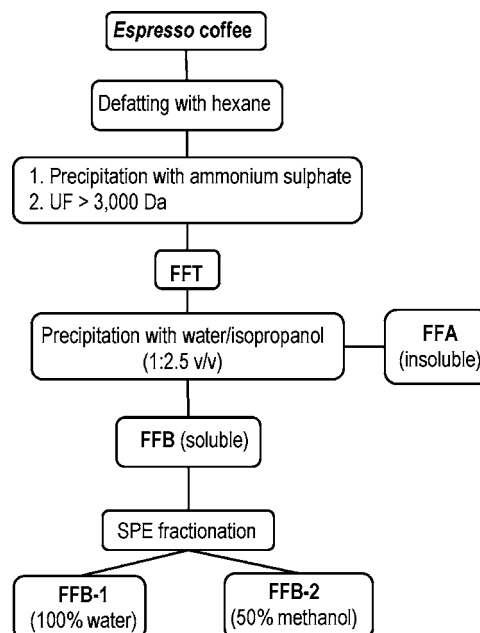 Espresso coffee
Defatting with hexane
1. Precipitation with ammonium sulphate
2. UF > 3,000 Da
FFT
Precipitation with water/isopropanol
(1:2.5 v/v)
FFA
(insoluble)
FFB (soluble)
SPE fractionation
FFB-1
(100% water)
FFB-2
(50% methanol)